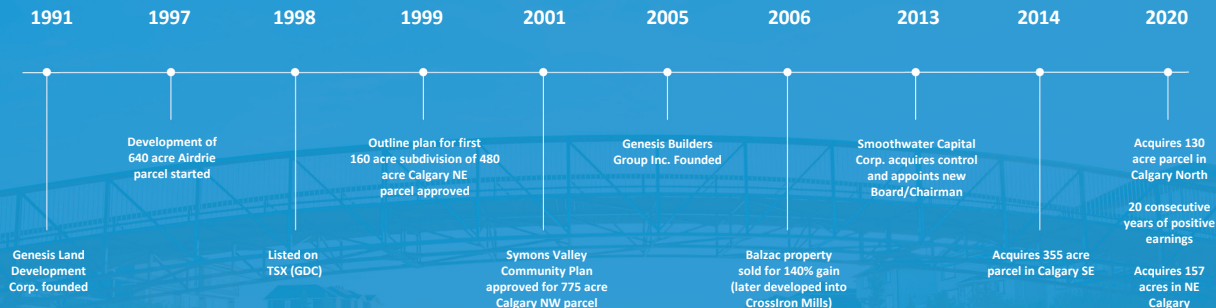 1991 1997 1998 1999 2001 2005 2006 2013 2014 2020
Development of
640 acre Airdrie
parcel started
Outline plan for first
160 acre subdivision of 480
acre Calgary NE
parcel approved
Genesis Builders
Group Inc. Founded
Smoothwater Capital
Corp. acquires control
and appoints new
Board/Chairman
Acquires 130
acre parcel in
Calgary North
20 consecutive
years of positive
earnings
Genesis Land
Development
Corp. founded
Listed on
TSX (GDC)
Symons Valley
Community Plan
approved for 775 acre
Calgary NW parcel
Balzac property
sold for 140% gain
(later developed into
CrossIron Mills)
Acquires 355 acre
parcel in Calgary SE
Acquires 157
acres in NE
Calgary